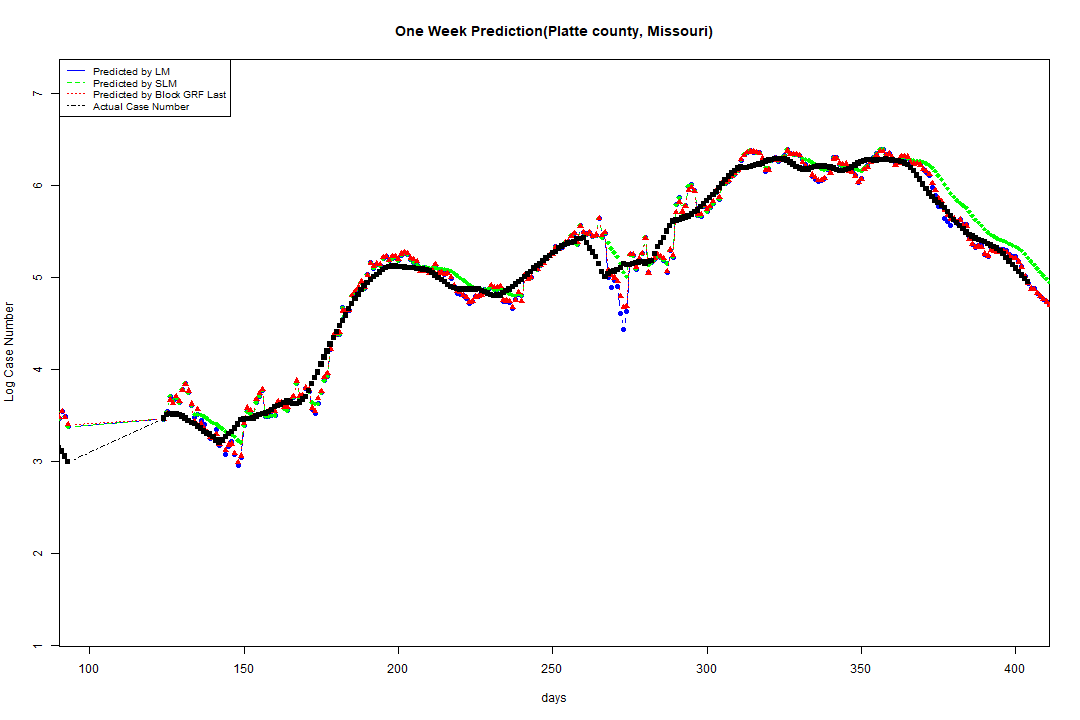 One Week Prediction(Platte county, Missouri)
Predicted by LM
Predicted by SLM
Predicted by Block GRF Last
Actual Case Number
7
6
5
4
3
2
1
Log Case Number
100 150 200 250 300 350 400
days